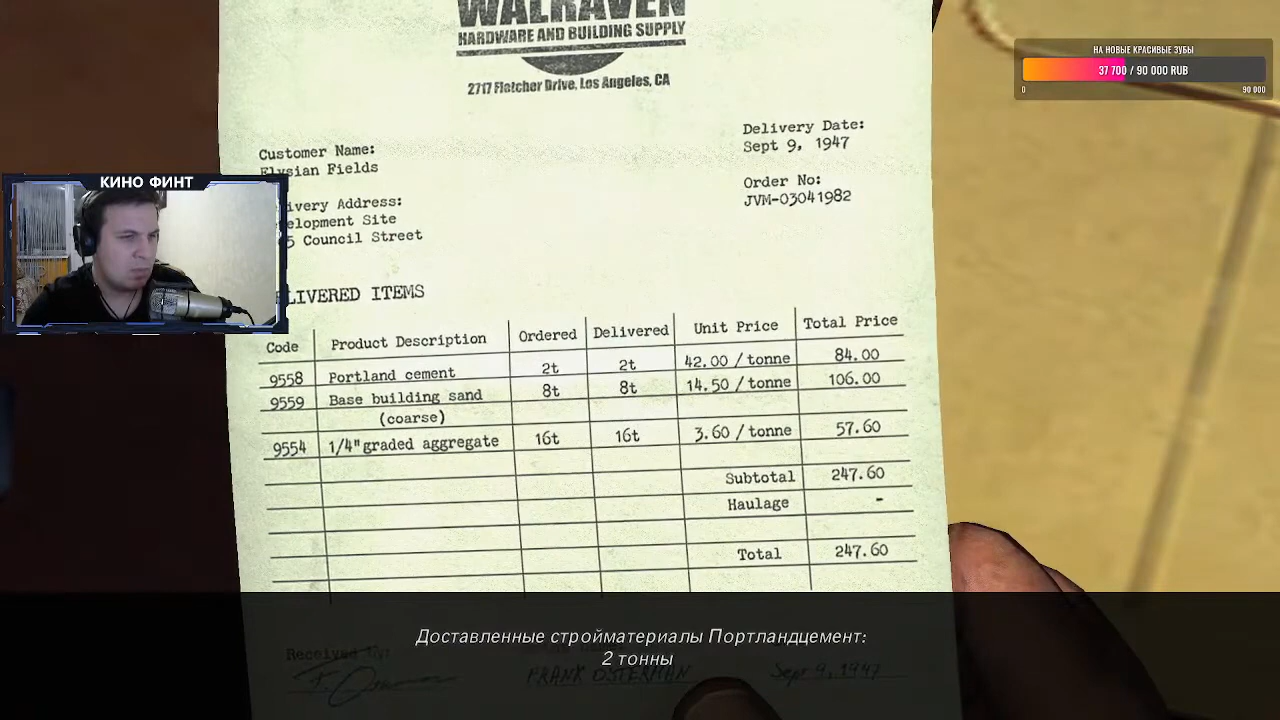 WALRAVEN
HARDWARE AND BUILDING SUPPLY
2717 Fletcher Drive, Los Angeles, CA
НА НОВЫЕ КРАСИВЫЕ ЗУБЫ
37 700 / 90 000 RUB
0 90 000
Delivery Date:
Sept 9, 1947
Order No:
JVM-03041982
Customer Name:
Elysian Fields
КИНО ФИНТ
ivery Address:
elopment Site
5 Council Street
LIVERED ITEMS
Code Product Description Ordered Delivered Unit Price Total Price
9558 Portland cement 2t 2t 42.00 / tonne 84.00
9559 Base building sand 8t 8t 14.50 / tonne 106.00
(coarse)
9554 1/4" graded aggregate 16t 16t 3.60 / tonne 57.60
Subtotal 247.60
Haulage -
Total 247.60
Доставленные стройматериалы Портландцемент:
2 тонны
Received By:
FRANK OSTERMAN Sept 9, 1947